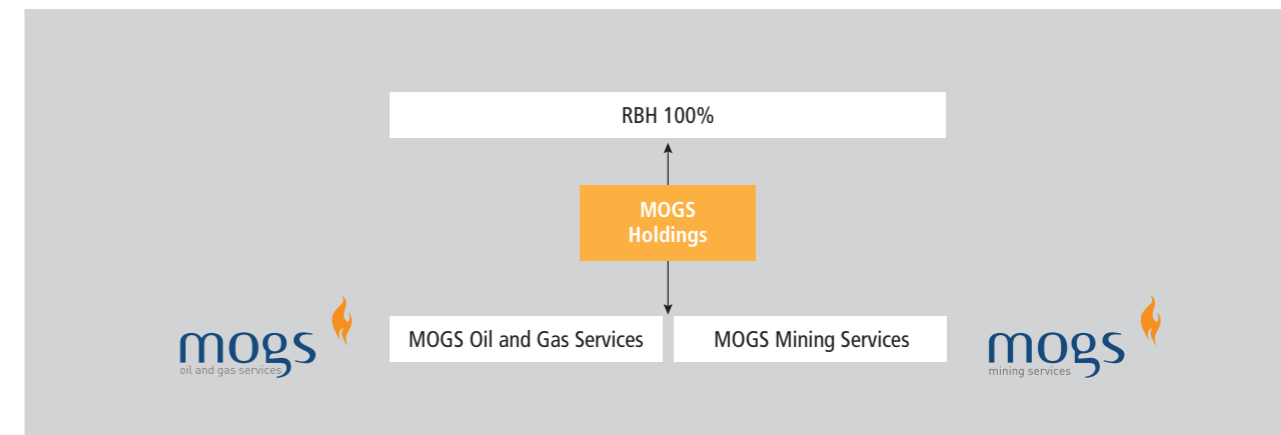 RBH 100%
MOGS
Holdings
mogs
oil and gas services
MOGS Oil and Gas Services
MOGS Mining Services
mogs
mining services